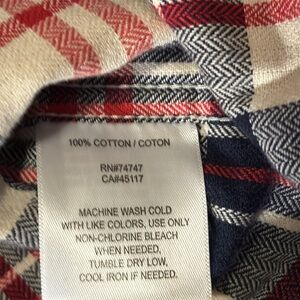 100% COTTON / COTON
RN#74747
CA#45117
MACHINE WASH COLD
WITH LIKE COLORS, USE ONLY
NON-CHLORINE BLEACH
WHEN NEEDED,
TUMBLE DRY LOW,
COOL IRON IF NEEDED.